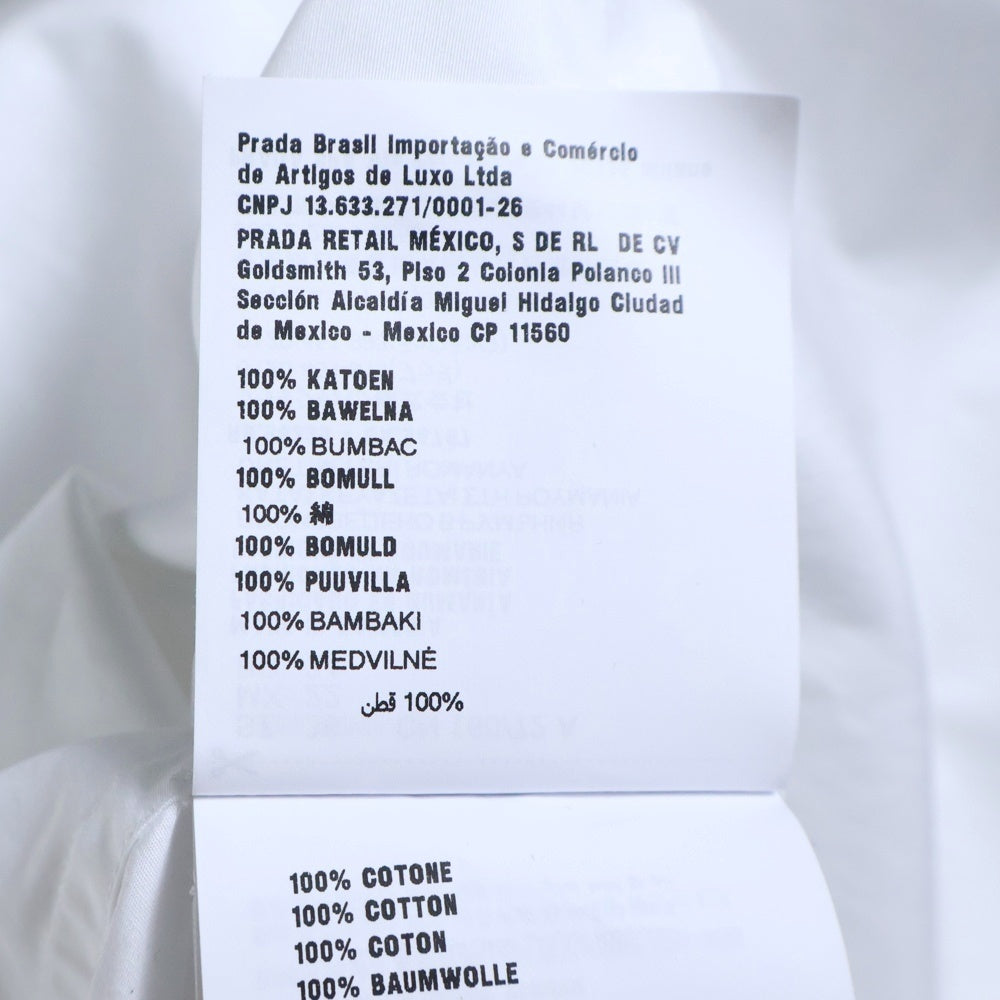 Prada Brasil Importação e Comércio
de Artigos de Luxo Ltda
CNPJ 13.633.271/0001-26
PRADA RETAIL MÉXICO, S DE RL DE CV
Goldsmith 53, Piso 2 Colonia Polanco III
Sección Alcaldía Miguel Hidalgo Ciudad
de Mexico - Mexico CP 11560
100% KATOEN
100% BAWELNA
100% BUMBAC
100% BOMULL
100% 綿
100% BOMULD
100% PUUVILLA
100% BAMBAKI
100% MEDVILNĖ
100% قطن
100% COTONE
100% COTTON
100% COTON
100% BAUMWOLLE